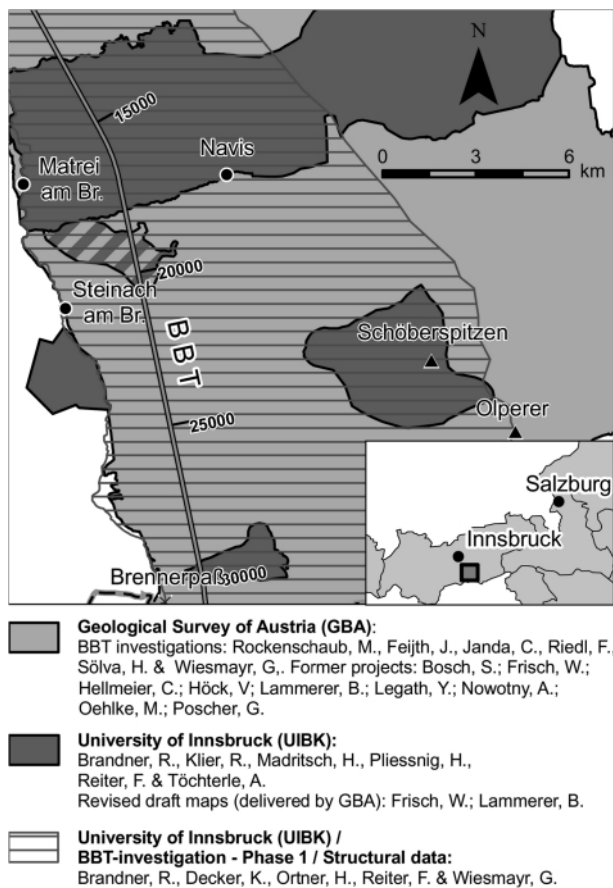 N
15000
Navis
0 3 6
km
Matrei
am Br.
20000
Steinach
am Br.
BBT
Schöberspitzen
25000
Olperer
Salzburg
Innsbruck
Brennerpaß
30000
Geological Survey of Austria (GBA):
BBT investigations: Rockenschaub, M., Feijth, J., Janda, C., Riedl, F.,
Sölva, H. & Wiesmayr, G,. Former projects: Bosch, S.; Frisch, W.;
Hellmeier, C.; Höck, V; Lammerer, B.; Legath, Y.; Nowotny, A.;
Oehlke, M.; Poscher, G.
University of Innsbruck (UIBK):
Brandner, R., Klier, R., Madritsch, H., Pliessnig, H.,
Reiter, F. & Töchterle, A.
Revised draft maps (delivered by GBA): Frisch, W.; Lammerer, B.
University of Innsbruck (UIBK) /
BBT-investigation - Phase 1 / Structural data:
Brandner, R., Decker, K., Ortner, H., Reiter, F. & Wiesmayr, G.